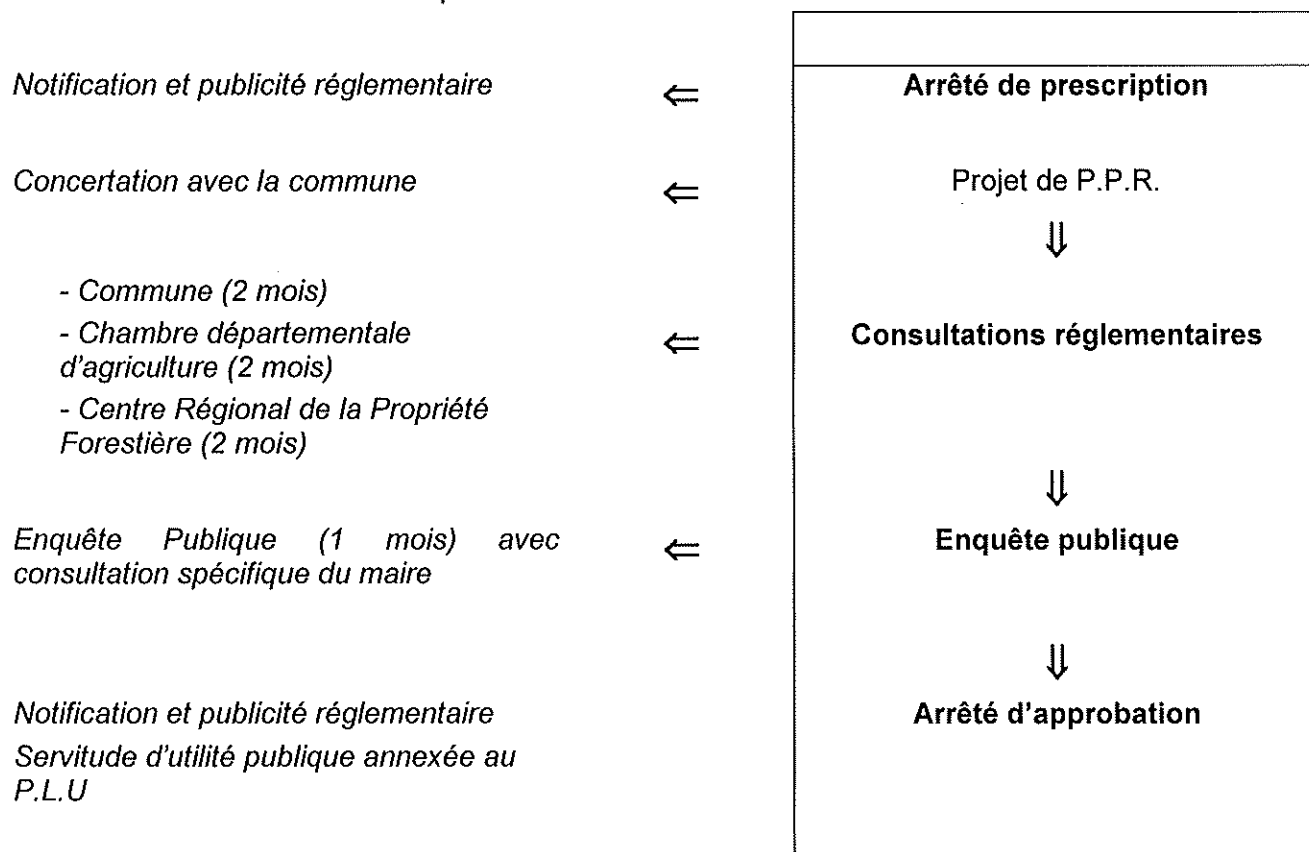 Notification et publicité réglementaire ⇐ Arrêté de prescription
Concertation avec la commune ⇐ Projet de P.P.R.
⇓
- Commune (2 mois)
- Chambre départementale ⇐ Consultations réglementaires
d'agriculture (2 mois)
- Centre Régional de la Propriété
Forestière (2 mois)
⇓
Enquête Publique (1 mois) avec ⇐ Enquête publique
consultation spécifique du maire
⇓
Notification et publicité réglementaire Arrêté d'approbation
Servitude d'utilité publique annexée au
P.L.U